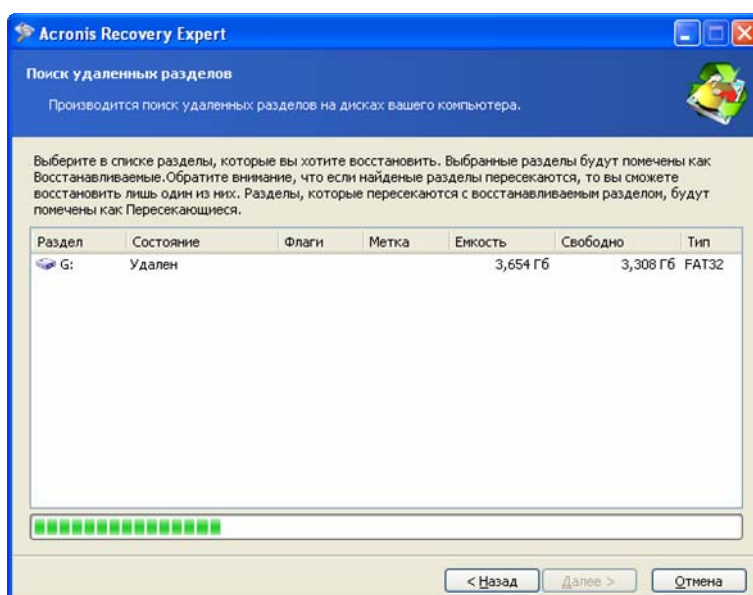 Acronis Recovery Expert
Поиск удаленных разделов
Производится поиск удаленных разделов на дисках вашего компьютера.
Выберите в списке разделы, которые вы хотите восстановить. Выбранные разделы будут помечены как
Восстанавливаемые.Обратите внимание, что если найденые разделы пересекаются, то вы сможете
восстановить лишь один из них. Разделы, которые пересекаются с восстанавливаемым разделом, будут
помечены как Пересекающиеся.
Раздел Состояние Флаги Метка Емкость Свободно Тип
G: Удален 3,654 Гб 3,308 Гб FAT32
< Назад Далее > Отмена